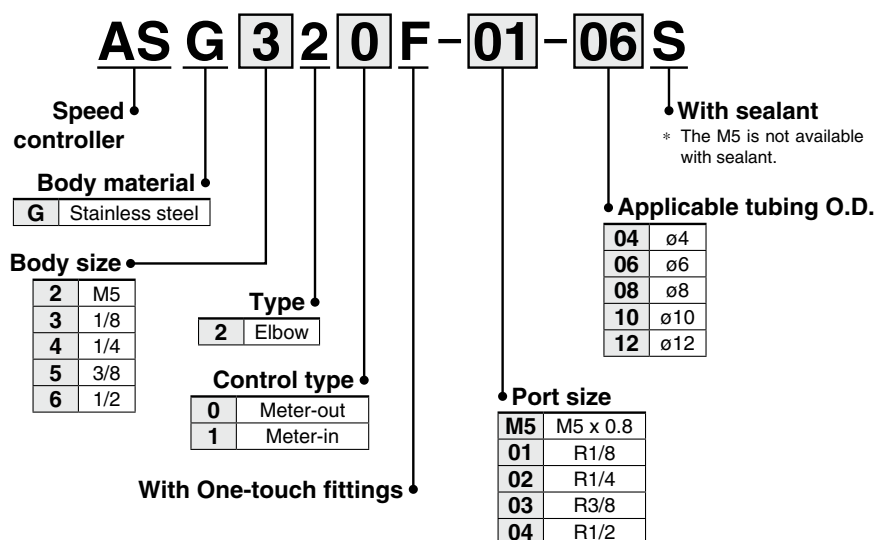 AS G 3 2 0 F-01-06 S
Speed
controller
With sealant
* The M5 is not available
with sealant.
Body material
G Stainless steel
Applicable tubing O.D.
04 ø4
06 ø6
08 ø8
10 ø10
12 ø12
Body size
2 M5
3 1/8
4 1/4
5 3/8
6 1/2
Type
2 Elbow
Control type
0 Meter-out
1 Meter-in
Port size
M5 M5 x 0.8
01 R1/8
02 R1/4
03 R3/8
04 R1/2
With One-touch fittings